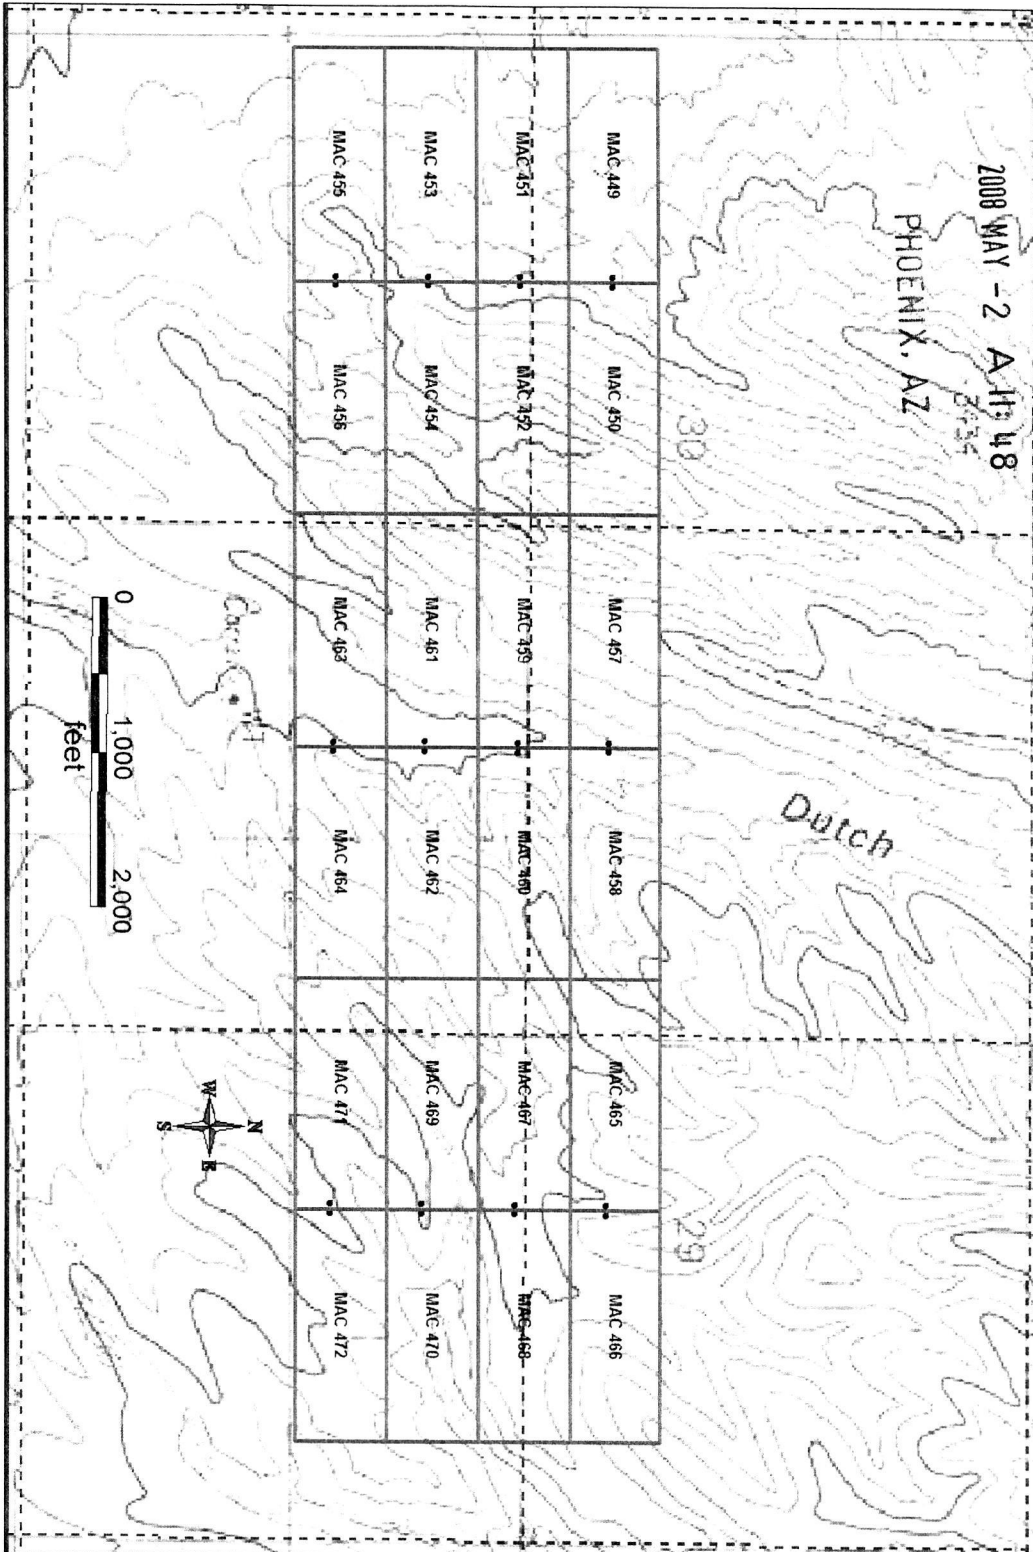 2008 MAY -2 A 11: 48
PHOENIX, AZ
30
Dutch
29
MAC 449
MAC 450
MAC 457
MAC 458
MAC 465
MAC 466
MAC 451
MAC 452
MAC 459
MAC 460
MAC 467
MAC 468
MAC 453
MAC 454
MAC 461
MAC 462
MAC 469
MAC 470
MAC 455
MAC 456
MAC 463
MAC 464
MAC 471
MAC 472
N
W
E
S
0
1,000
2,000
feet